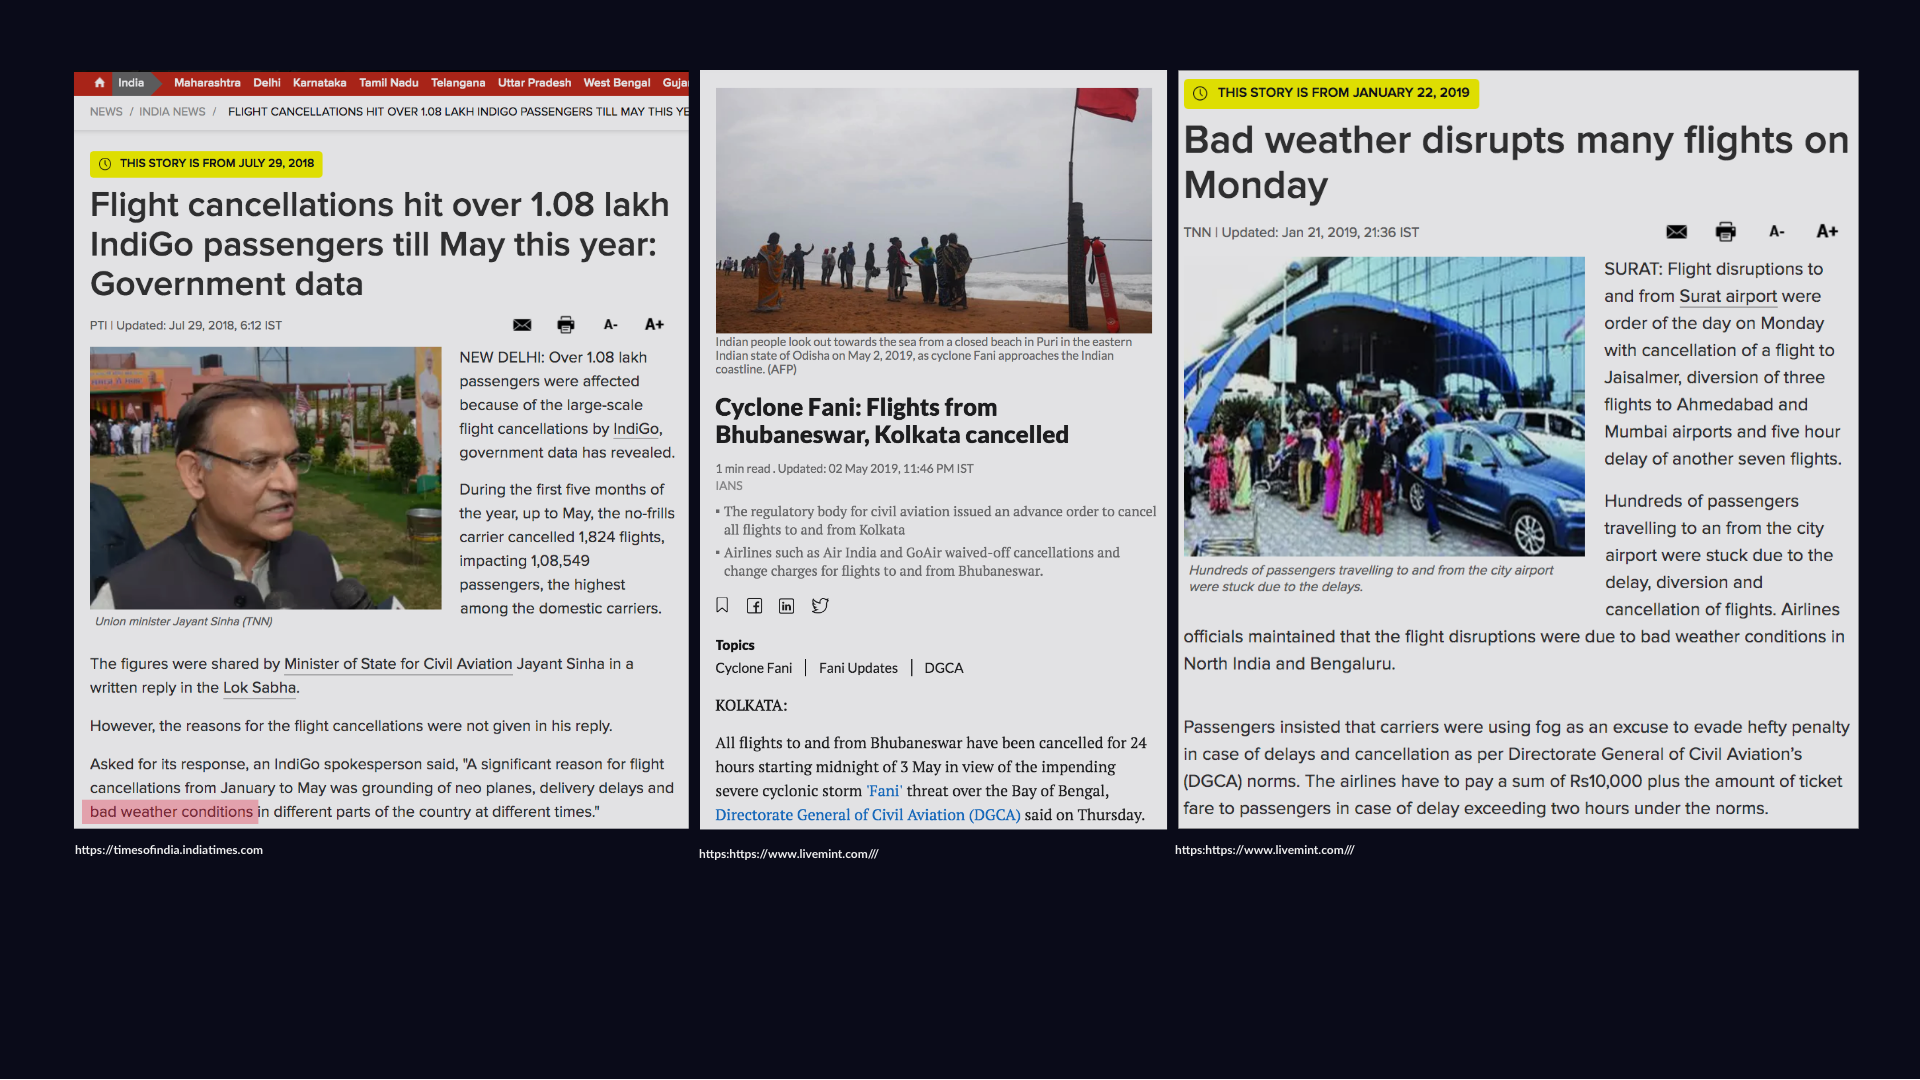 India Maharashtra Delhi Karnataka Tamil Nadu Telangana Uttar Pradesh West Bengal Guja
NEWS / INDIA NEWS / FLIGHT CANCELLATIONS HIT OVER 1.08 LAKH INDIGO PASSENGERS TILL MAY THIS YE
THIS STORY IS FROM JULY 29, 2018
Flight cancellations hit over 1.08 lakh
IndiGo passengers till May this year:
Government data
PTI | Updated: Jul 29, 2018, 6:12 IST
A- A+
NEW DELHI: Over 1.08 lakh
passengers were affected
because of the large-scale
flight cancellations by IndiGo,
government data has revealed.
During the first five months of
the year, up to May, the no-frills
carrier cancelled 1,824 flights,
impacting 1,08,549
passengers, the highest
among the domestic carriers.
Union minister Jayant Sinha (TNN)
The figures were shared by Minister of State for Civil Aviation Jayant Sinha in a
written reply in the Lok Sabha.
However, the reasons for the flight cancellations were not given in his reply.
Asked for its response, an IndiGo spokesperson said, "A significant reason for flight
cancellations from January to May was grounding of neo planes, delivery delays and
bad weather conditions in different parts of the country at different times."
https://timesofindia.indiatimes.com
Indian people look out towards the sea from a closed beach in Puri in the eastern
Indian state of Odisha on May 2, 2019, as cyclone Fani approaches the Indian
coastline. (AFP)
Cyclone Fani: Flights from
Bhubaneswar, Kolkata cancelled
1 min read . Updated: 02 May 2019, 11:46 PM IST
IANS
▪ The regulatory body for civil aviation issued an advance order to cancel
all flights to and from Kolkata
▪ Airlines such as Air India and GoAir waived-off cancellations and
change charges for flights to and from Bhubaneswar.
Topics
Cyclone Fani | Fani Updates | DGCA
KOLKATA:
All flights to and from Bhubaneswar have been cancelled for 24
hours starting midnight of 3 May in view of the impending
severe cyclonic storm 'Fani' threat over the Bay of Bengal,
Directorate General of Civil Aviation (DGCA) said on Thursday.
https:https://www.livemint.com///
THIS STORY IS FROM JANUARY 22, 2019
Bad weather disrupts many flights on
Monday
TNN | Updated: Jan 21, 2019, 21:36 IST
A- A+
SURAT: Flight disruptions to
and from Surat airport were
order of the day on Monday
with cancellation of a flight to
Jaisalmer, diversion of three
flights to Ahmedabad and
Mumbai airports and five hour
delay of another seven flights.
Hundreds of passengers
travelling to an from the city
airport were stuck due to the
delay, diversion and
cancellation of flights. Airlines
Hundreds of passengers travelling to and from the city airport
were stuck due to the delays.
officials maintained that the flight disruptions were due to bad weather conditions in
North India and Bengaluru.
Passengers insisted that carriers were using fog as an excuse to evade hefty penalty
in case of delays and cancellation as per Directorate General of Civil Aviation's
(DGCA) norms. The airlines have to pay a sum of Rs10,000 plus the amount of ticket
fare to passengers in case of delay exceeding two hours under the norms.
https:https://www.livemint.com///